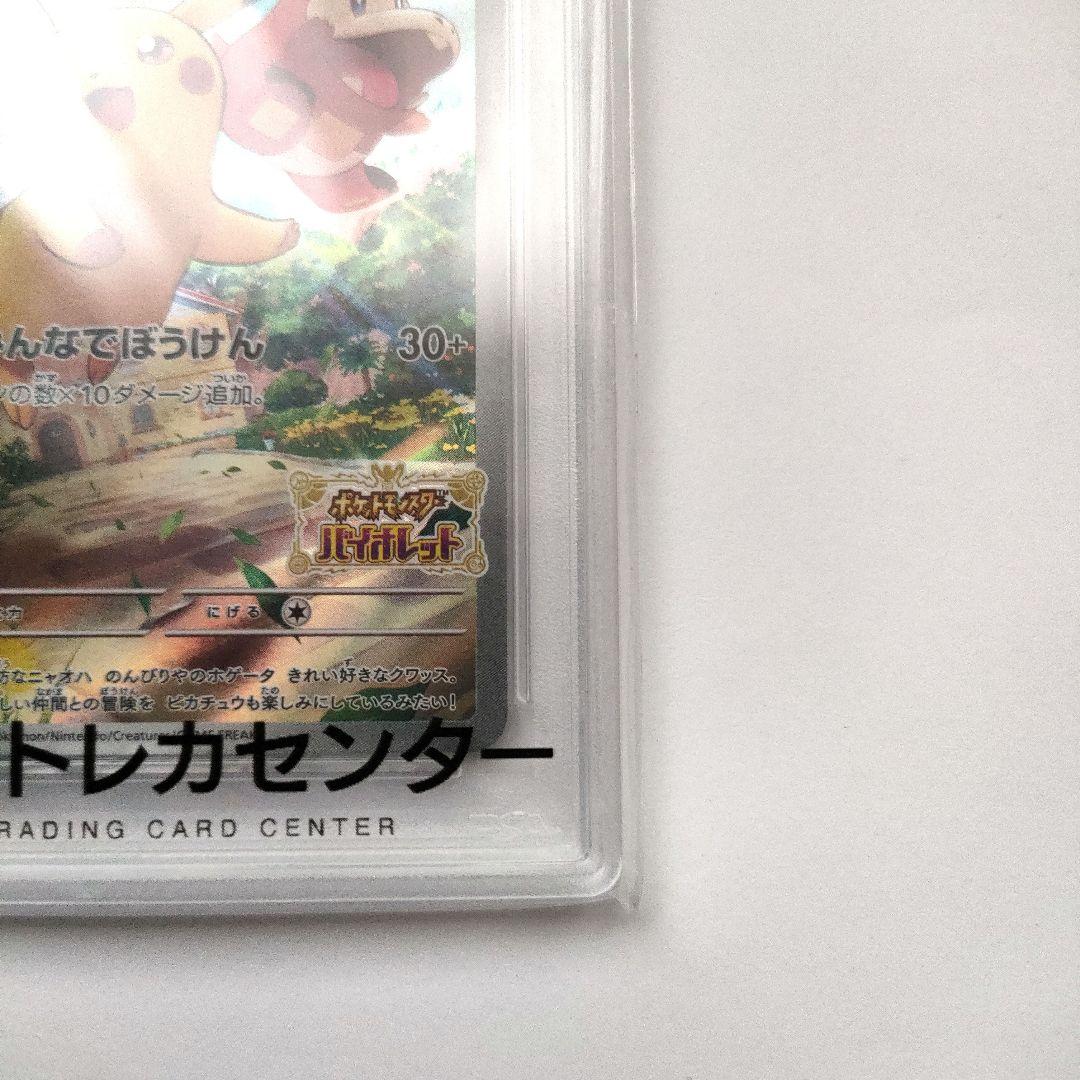 んなでぼうけん 30+
の数×10ダメージ追加。
ポケットモンスター
バイオレット
にげる
なニャオハ のんびりやのホゲータ きれい好きなクワッス。
しい仲間との冒険を ピカチュウも楽しみにしているみたい!
トレカセンター
RADING CARD CENTER